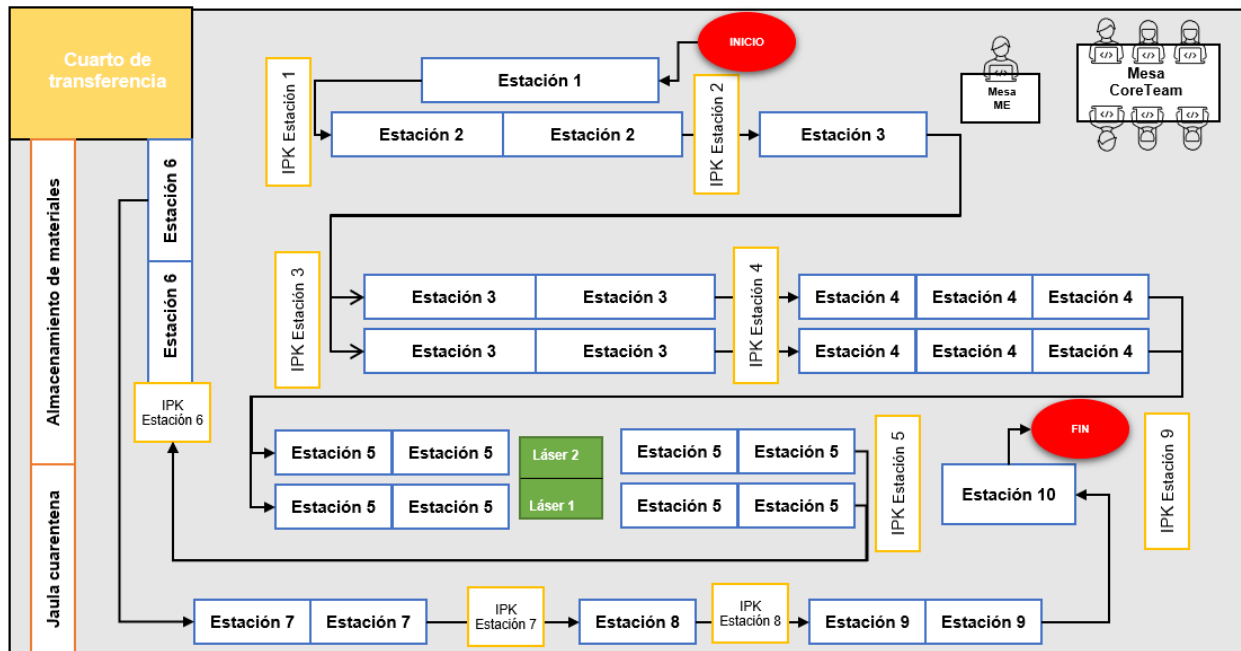 Cuarto de
transferencia
INICIO
Estación 1
IPK Estación 1
Estación 2
Estación 2
IPK Estación 2
Estación 3
Mesa
ME
Mesa
CoreTeam
Almacenamiento de materiales
Estación 6
Estación 6
IPK
Estación 6
IPK Estación 3
Estación 3
Estación 3
IPK Estación 4
Estación 4
Estación 4
Estación 4
Estación 3
Estación 3
Estación 4
Estación 4
Estación 4
Jaula cuarentena
Estación 5
Estación 5
Láser 2
Estación 5
Estación 5
IPK Estación 5
FIN
IPK Estación 9
Estación 5
Estación 5
Láser 1
Estación 5
Estación 5
Estación 10
Estación 7
Estación 7
IPK
Estación 7
Estación 8
IPK
Estación 8
Estación 9
Estación 9